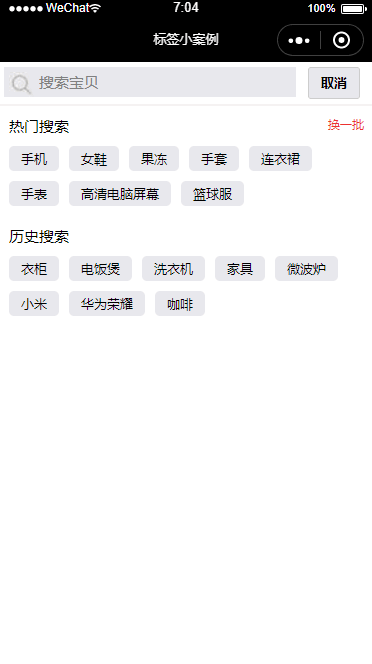 WeChat 7:04 100%
标签小案例
搜索宝贝 取消
热门搜索 换一批
手机 女鞋 果冻 手套 连衣裙
手表 高清电脑屏幕 篮球服
历史搜索
衣柜 电饭煲 洗衣机 家具 微波炉
小米 华为荣耀 咖啡